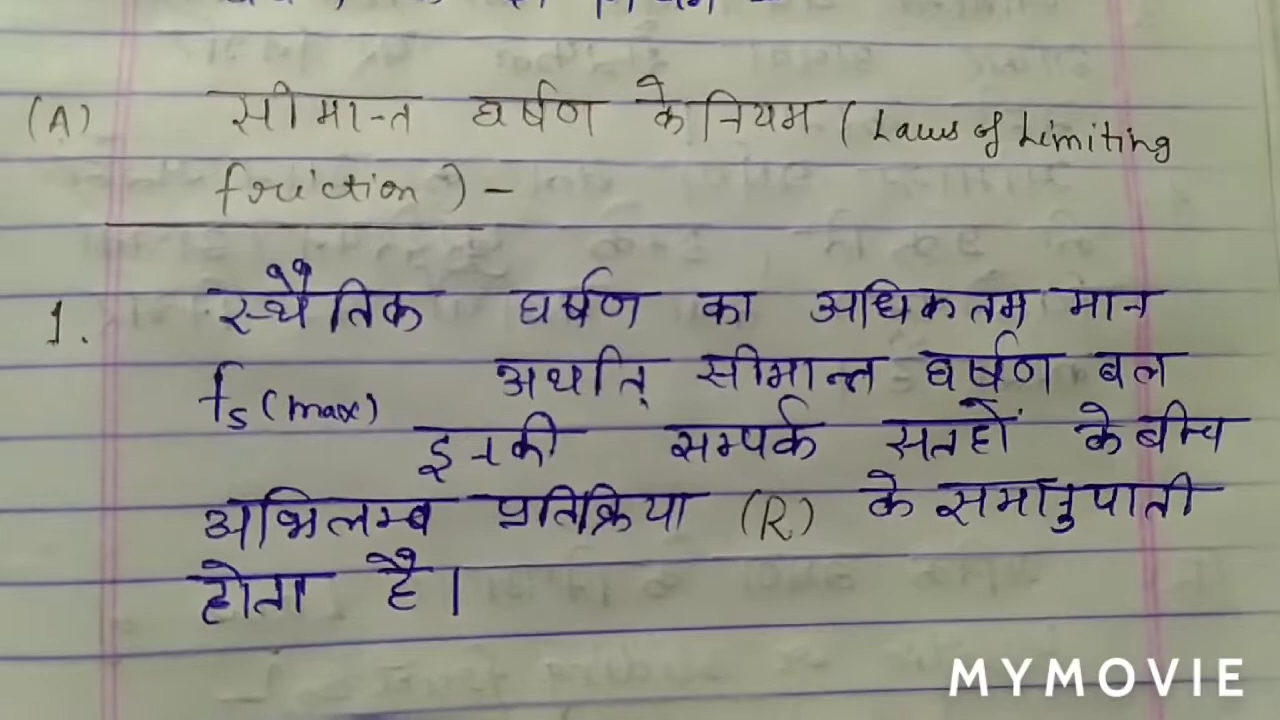 (A) सीमान्त घर्षण के नियम (Laws of Limiting
friction) -
1. स्थैतिक घर्षण का अधिकतम मान
fs (max) अर्थात् सीमान्त घर्षण बल
इनकी सम्पर्क सतहों के बीच
अभिलम्ब प्रतिक्रिया (R) के समानुपाती
होता है।
MYMOVIE